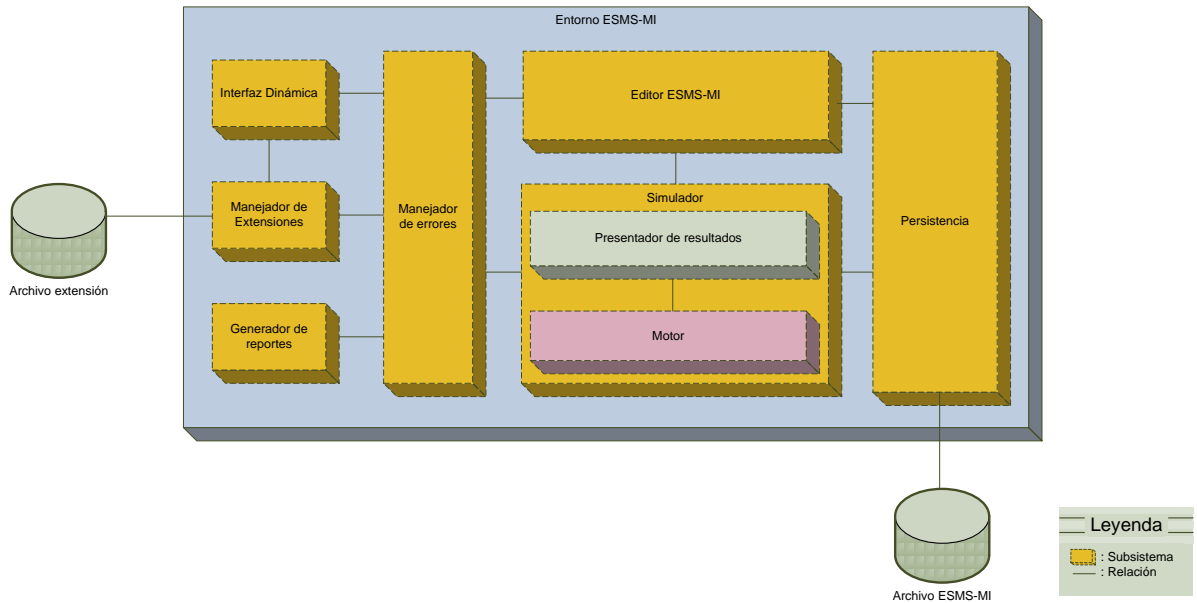 Entorno ESMS-MI
Interfaz Dinámica
Editor ESMS-MI
Manejador de
Extensiones
Manejador
de errores
Simulador
Presentador de resultados
Persistencia
Archivo extensión
Generador de
reportes
Motor
Leyenda
: Subsistema
: Relación
Archivo ESMS-MI